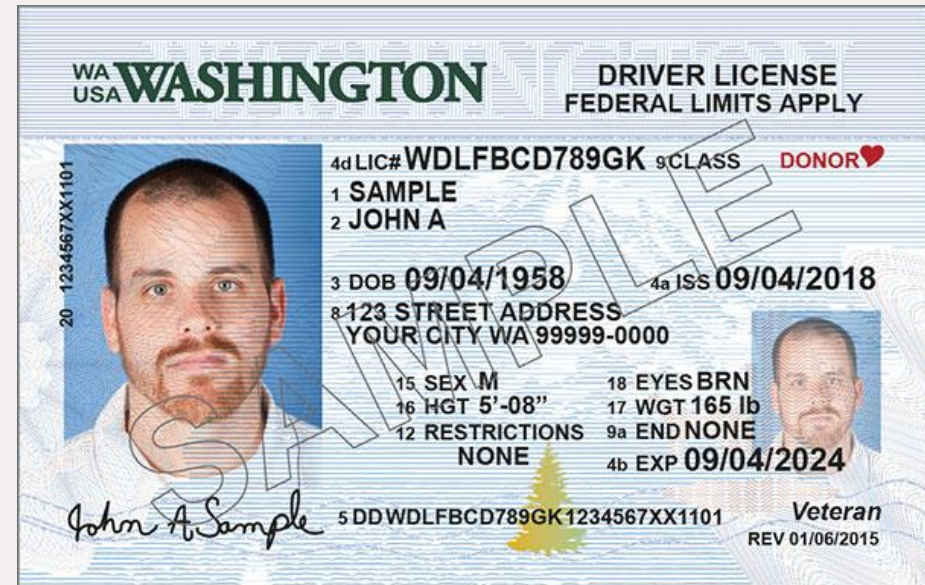 WA USA WASHINGTON
DRIVER LICENSE
FEDERAL LIMITS APPLY
4d LIC# WDLFBCD789GK 9 CLASS DONOR
1 SAMPLE
2 JOHN A
3 DOB 09/04/1958 4a ISS 09/04/2018
8 123 STREET ADDRESS
YOUR CITY WA 99999-0000
15 SEX M 18 EYES BRN
16 HGT 5'-08” 17 WGT 165 lb
12 RESTRICTIONS 9a END NONE
NONE 4b EXP 09/04/2024
20 1234567XX1101
SAMPLE
John A Sample
5 DD WDLFBCD789GK1234567XX1101
Veteran
REV 01/06/2015